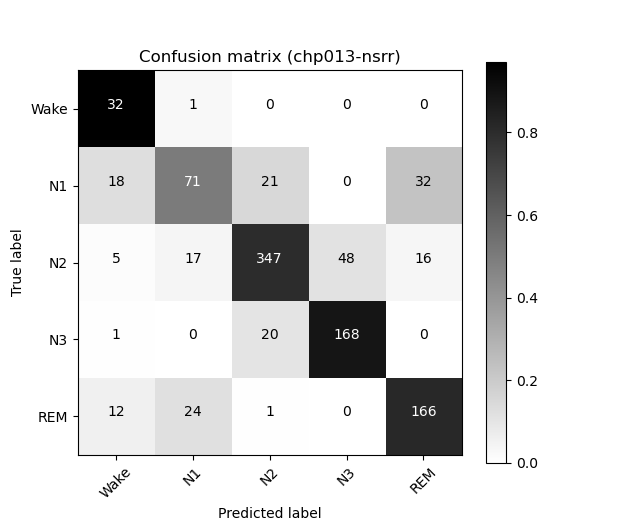 Confusion matrix (chp013-nsrr)
True label
Wake 32 1 0 0 0
N1 18 71 21 0 32
N2 5 17 347 48 16
N3 1 0 20 168 0
REM 12 24 1 0 166
Wake N1 N2 N3 REM
Predicted label
0.8
0.6
0.4
0.2
0.0